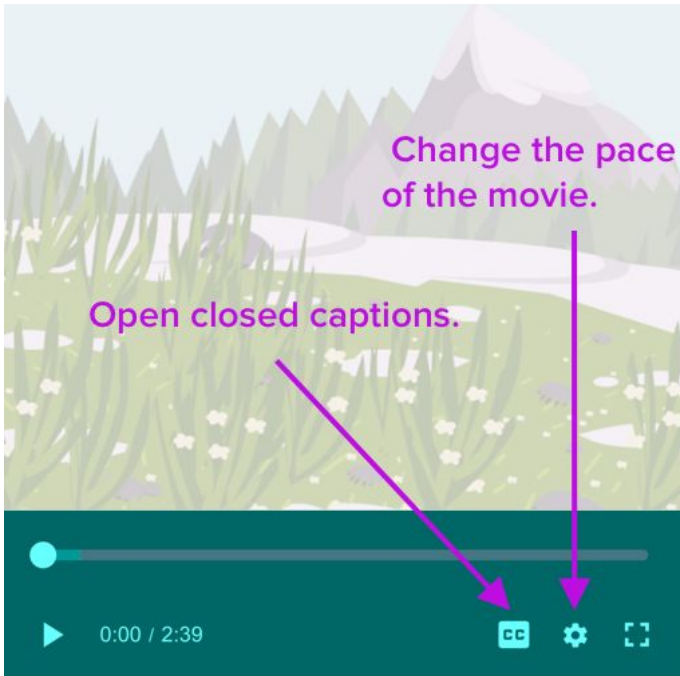 Change the pace
of the movie.
Open closed captions.
0:00 / 2:39
CC